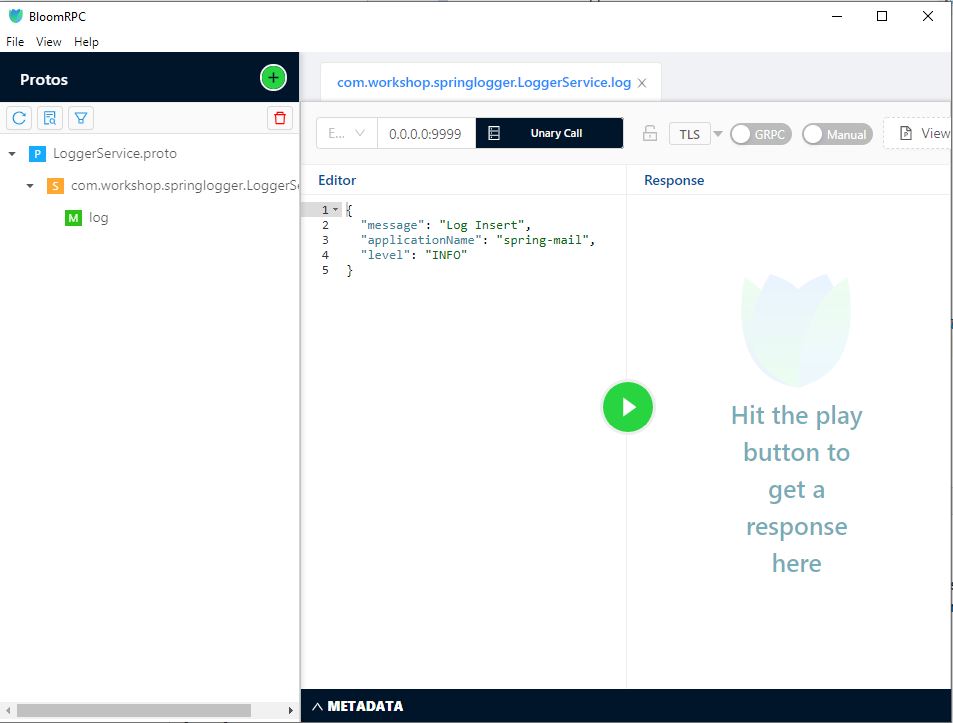 BloomRPC
File View Help
Protos
com.workshop.springlogger.LoggerService.log
E...
0.0.0.0:9999
Unary Call
TLS
GRPC
Manual
View
P LoggerService.proto
S com.workshop.springlogger.LoggerSe
M log
Editor
Response
1 {
2 "message": "Log Insert",
3 "applicationName": "spring-mail",
4 "level": "INFO"
5 }
Hit the play
button to
get a
response
here
METADATA